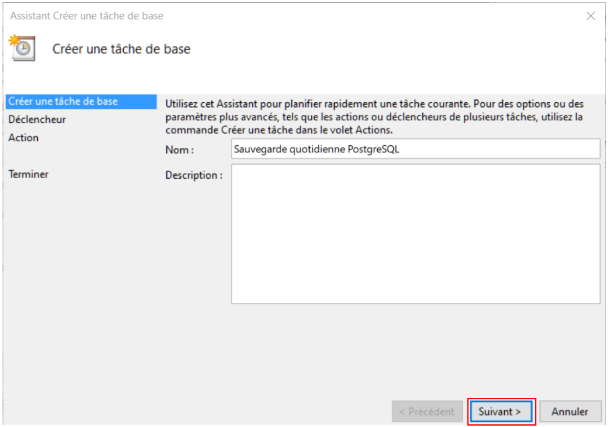 Assistant Créer une tâche de base
Créer une tâche de base
Créer une tâche de base
Déclencheur
Action
Terminer
Utilisez cet Assistant pour planifier rapidement une tâche courante. Pour des options ou des
paramètres plus avancés, tels que les actions ou déclencheurs de plusieurs tâches, utilisez la
commande Créer une tâche dans le volet Actions.
Nom : Sauvegarde quotidienne PostgreSQL
Description :
< Précédent Suivant > Annuler